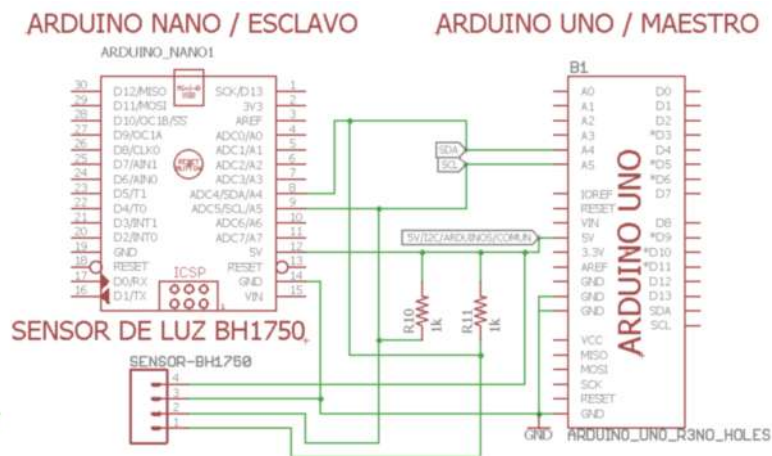 ARDUINO NANO / ESCLAVO
ARDUINO UNO / MAESTRO
ARDUINO_NANO1
30 D12/MISO SCK/D13 1
29 D11/MOSI 3V3 2
28 D10/OC1B/SS AREF 3
27 D9/OC1A ADC0/A0 4
26 D8/CLK0 ADC1/A1 5
25 D7/AIN1 ADC2/A2 6
24 D6/AIN0 ADC3/A3 7
23 D5/T1 ADC4/SDA/A4 8
22 D4/T0 ADC5/SCL/A5 9
21 D3/INT1 ADC6/A6 10
20 D2/INT0 ADC7/A7 11
19 GND 5V 12
18 RESET RESET 13
17 D0/RX GND 14
16 D1/TX VIN 15
ICSP
1
B1
A0 D0
A1 D1
A2 D2
A3 *D3
A4 D4
A5 *D5
*D6
IOREF D7
RESET
VIN D8
5V *D9
3.3V *D10
AREF *D11
GND D12
GND D13
GND SDA
SCL
VCC
MISO
MOSI
SCK
RESET
GND
ARDUINO UNO
SDA
SCL
5V/I2C/ARDUINOS/COMUN
R10
1k
R11
1k
SENSOR DE LUZ BH1750
SENSOR-BH1750
4
3
2
1
GND
ARDUINO_UNO_R3NO_HOLES